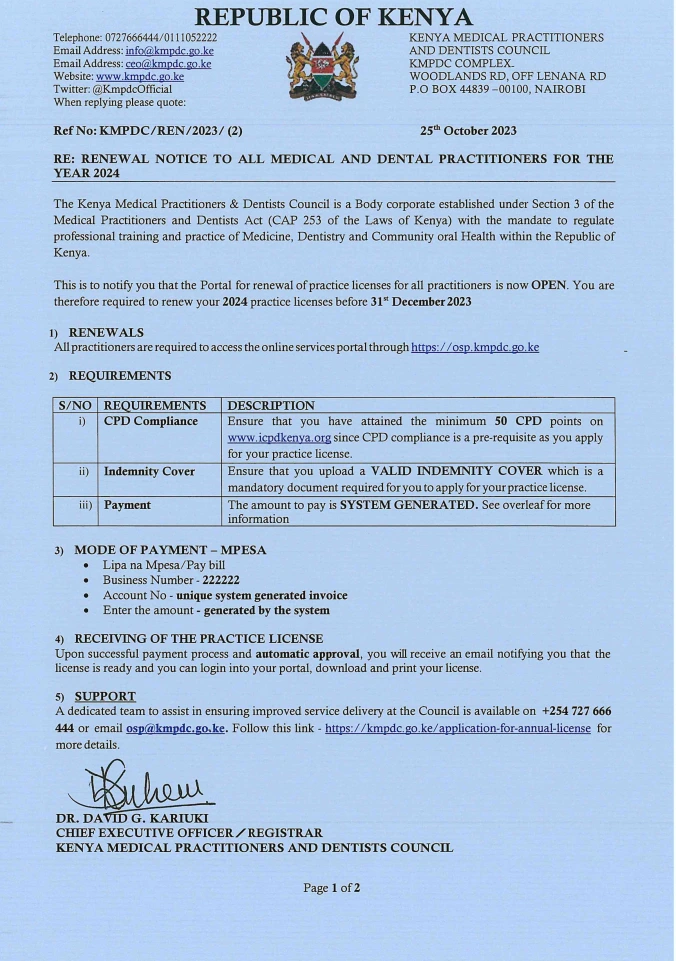 REPUBLIC OF KENYA
Telephone: 0727666444/0111052222
Email Address: info@kmpdc.go.ke
Email Address: ceo@kmpdc.go.ke
Website: www.kmpdc.go.ke
Twitter: @KmpdcOfficial
When replying please quote:
KENYA MEDICAL PRACTITIONERS
AND DENTISTS COUNCIL
KMPDC COMPLEX.
WOODLANDS RD, OFF LENANA RD
P.O BOX 44839 –00100, NAIROBI
Ref No: KMPDC/REN/2023/ (2)
25th October 2023
RE: RENEWAL NOTICE TO ALL MEDICAL AND DENTAL PRACTITIONERS FOR THE
YEAR 2024
The Kenya Medical Practitioners & Dentists Council is a Body corporate established under Section 3 of the
Medical Practitioners and Dentists Act (CAP 253 of the Laws of Kenya) with the mandate to regulate
professional training and practice of Medicine, Dentistry and Community oral Health within the Republic of
Kenya.
This is to notify you that the Portal for renewal of practice licenses for all practitioners is now OPEN. You are
therefore required to renew your 2024 practice licenses before 31st December 2023
1) RENEWALS
All practitioners are required to access the online services portal through https://osp.kmpdc.go.ke
2) REQUIREMENTS
S/NO REQUIREMENTS DESCRIPTION
i) CPD Compliance Ensure that you have attained the minimum 50 CPD points on
www.icpdkenya.org since CPD compliance is a pre-requisite as you apply
for your practice license.
ii) Indemnity Cover Ensure that you upload a VALID INDEMNITY COVER which is a
mandatory document required for you to apply for your practice license.
iii) Payment The amount to pay is SYSTEM GENERATED. See overleaf for more
information
3) MODE OF PAYMENT – MPESA
• Lipa na Mpesa/Pay bill
• Business Number - 222222
• Account No - unique system generated invoice
• Enter the amount - generated by the system
4) RECEIVING OF THE PRACTICE LICENSE
Upon successful payment process and automatic approval, you will receive an email notifying you that the
license is ready and you can login into your portal, download and print your license.
5) SUPPORT
A dedicated team to assist in ensuring improved service delivery at the Council is available on +254 727 666
444 or email osp@kmpdc.go.ke. Follow this link - https://kmpdc.go.ke/application-for-annual-license for
more details.
DR. DAVID G. KARIUKI
CHIEF EXECUTIVE OFFICER/REGISTRAR
KENYA MEDICAL PRACTITIONERS AND DENTISTS COUNCIL
Page 1 of 2